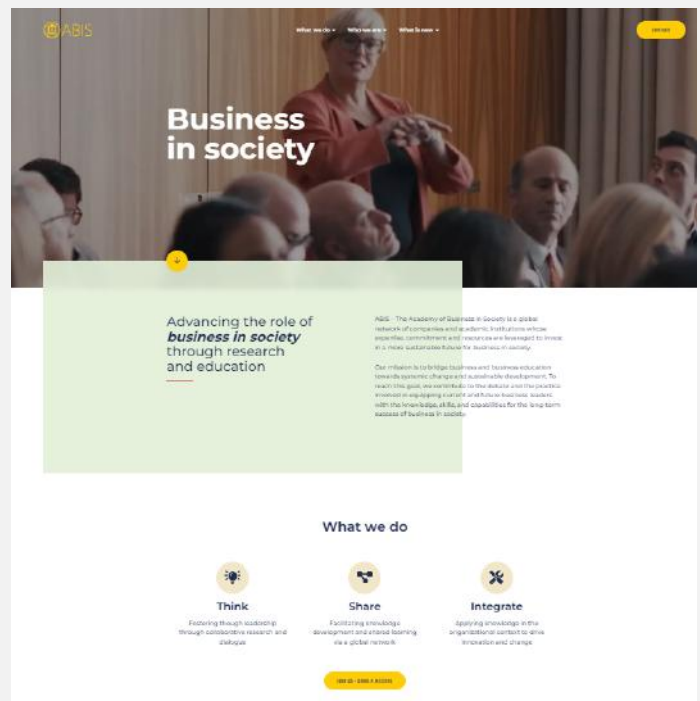 ABIS
What we do
Who we are
What is new
Business
in society
Advancing the role of
business in society
through research
and education
ABIS - The Academy of Business in Society is a global
network of companies and academic institutions whose
expertise, commitment and resources are leveraged to invest
in a more sustainable future for business in society.
Our mission is to bridge business and business education
towards systemic change and sustainable development. To
reach this goal, we contribute to the debate and the practice
involved in equipping current and future business leaders
with the knowledge, skills, and capabilities for the long-term
success of business in society.
What we do
Think
Fostering though leadership
through collaborative research and
dialogue
Share
Facilitating knowledge
development and shared learning
via a global network
Integrate
Applying knowledge in the
organizational context to drive
innovation and change